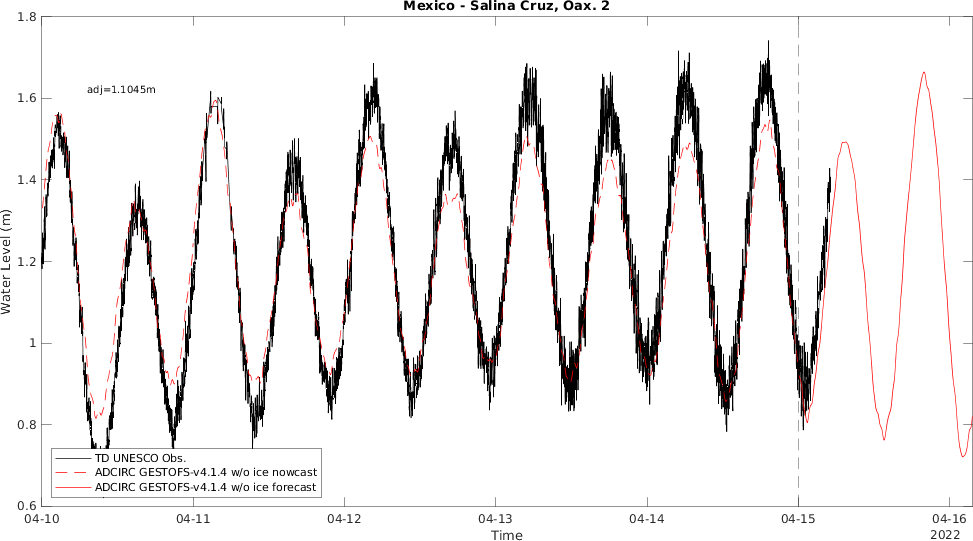 Mexico - Salina Cruz, Oax. 2
1.8
1.6
1.4
1.2
1
0.8
0.6
Water Level (m)
adj=1.1045m
TD UNESCO Obs.
ADCIRC GESTOFS-v4.1.4 w/o ice nowcast
ADCIRC GESTOFS-v4.1.4 w/o ice forecast
04-10 04-11 04-12 04-13 04-14 04-15 04-16
Time
2022